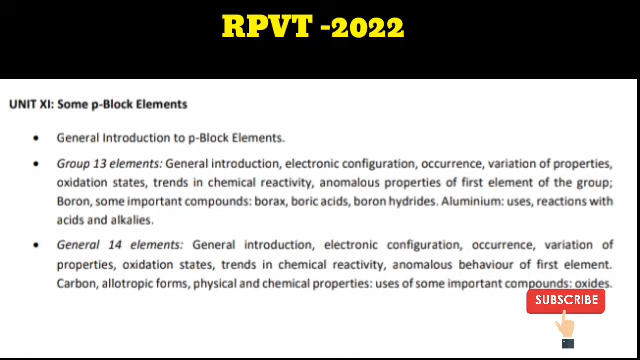 RPVT -2022
UNIT XI: Some p-Block Elements
• General Introduction to p-Block Elements.
• Group 13 elements: General introduction, electronic configuration, occurrence, variation of properties,
oxidation states, trends in chemical reactivity, anomalous properties of first element of the group;
Boron, some important compounds: borax, boric acids, boron hydrides. Aluminium: uses, reactions with
acids and alkalies.
• General 14 elements: General introduction, electronic configuration, occurrence, variation of
properties, oxidation states, trends in chemical reactivity, anomalous behaviour of first element.
Carbon, allotropic forms, physical and chemical properties: uses of some important compounds: oxides.
SUBSCRIBE